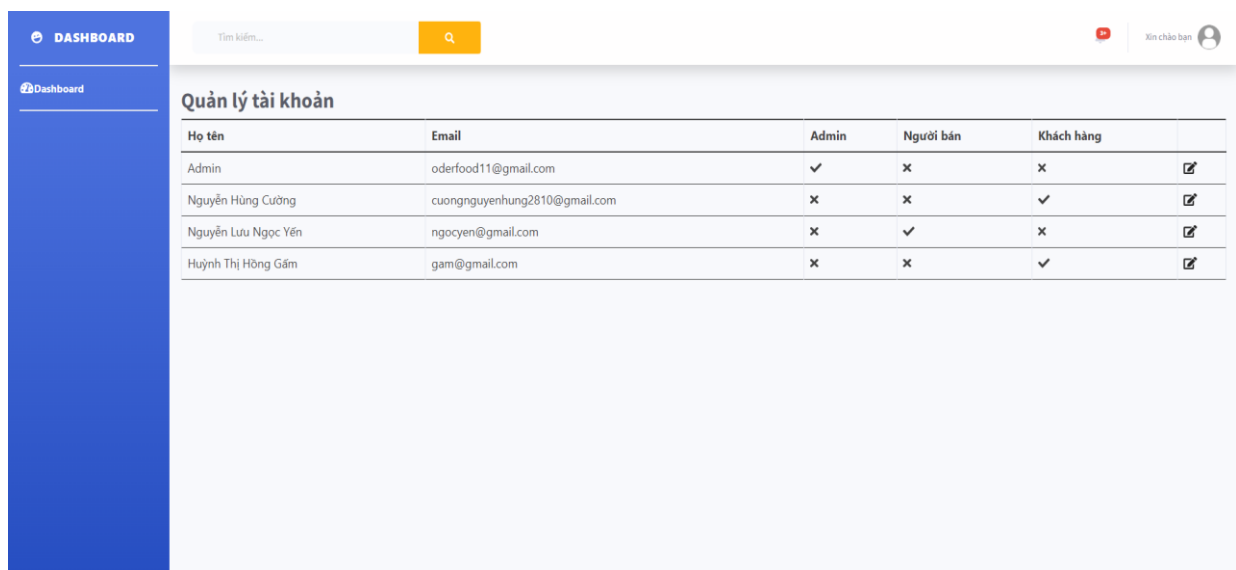 DASHBOARD
Tìm kiếm...
Xin chào bạn
Dashboard
Quản lý tài khoản
Họ tên Email Admin Người bán Khách hàng
Admin oderfood11@gmail.com
Nguyễn Hùng Cường cuongnguyenhung2810@gmail.com
Nguyễn Lưu Ngọc Yến ngocyen@gmail.com
Huỳnh Thị Hồng Gấm gam@gmail.com